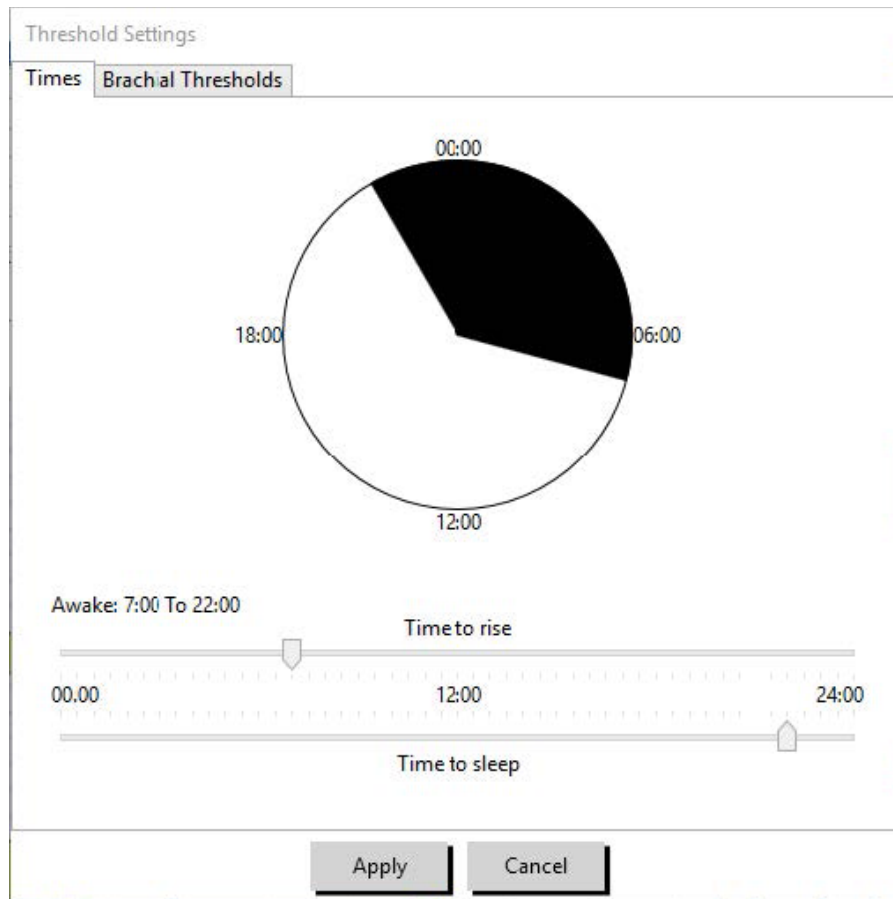 Threshold Settings
Times Brachial Thresholds
00:00
18:00 06:00
12:00
Awake: 7:00 To 22:00
Time to rise
00.00 12:00 24:00
Time to sleep
Apply Cancel